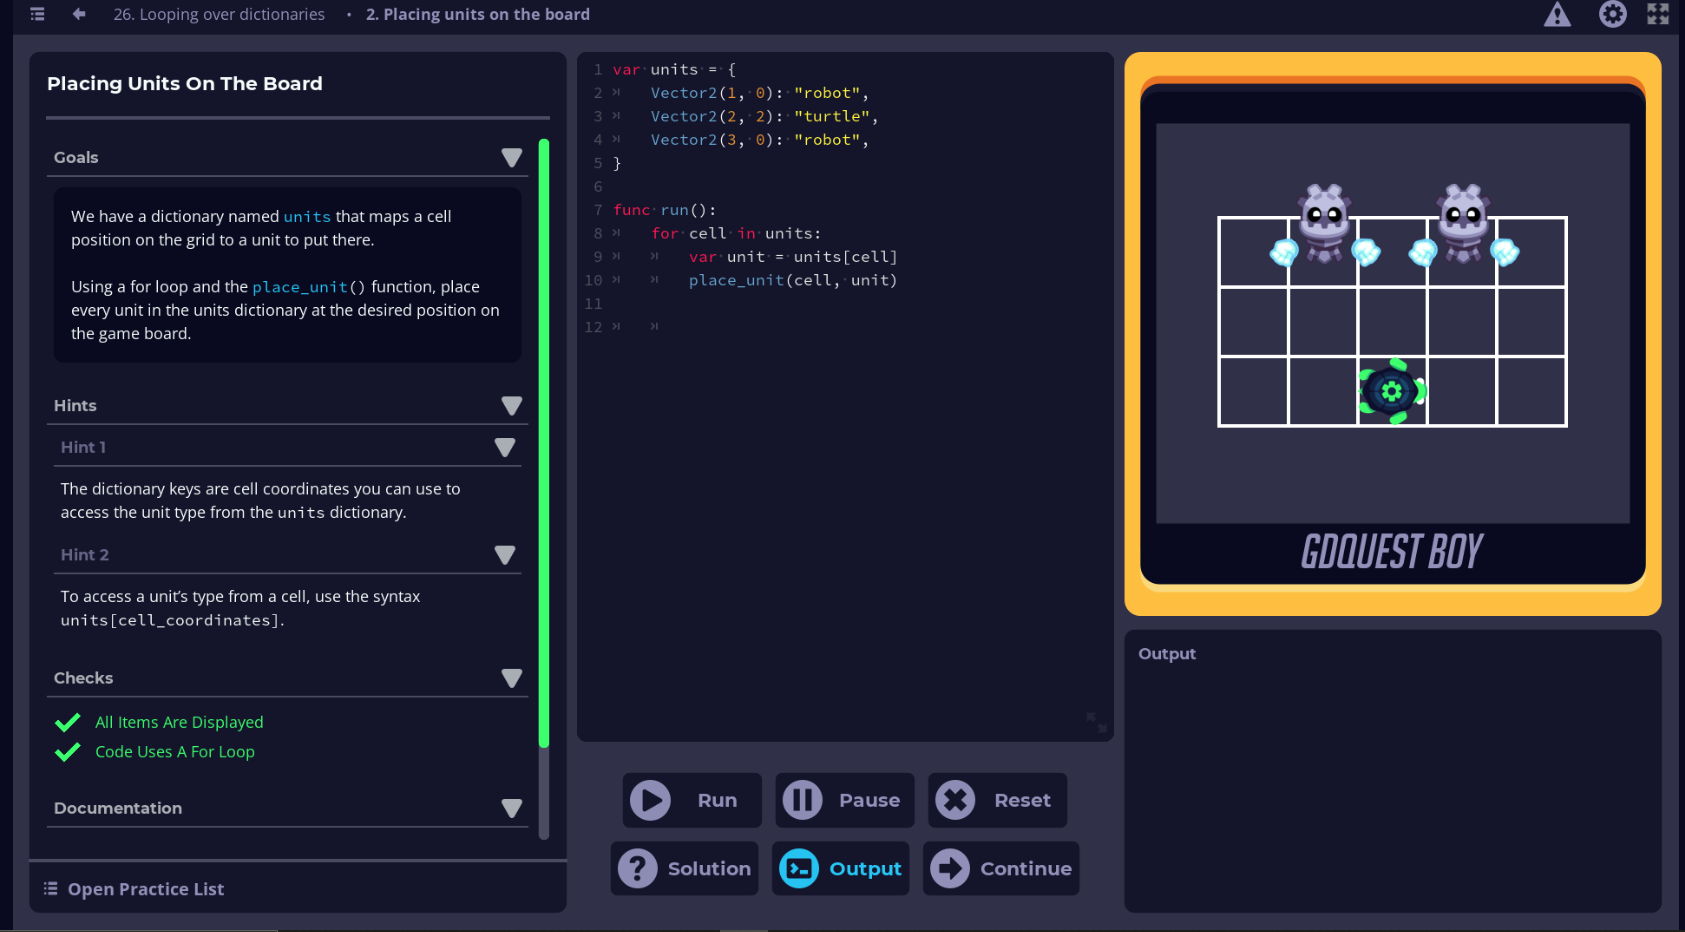 26. Looping over dictionaries • 2. Placing units on the board
Placing Units On The Board
Goals
We have a dictionary named units that maps a cell
position on the grid to a unit to put there.
Using a for loop and the place_unit() function, place
every unit in the units dictionary at the desired position on
the game board.
Hints
Hint 1
The dictionary keys are cell coordinates you can use to
access the unit type from the units dictionary.
Hint 2
To access a unit’s type from a cell, use the syntax
units[cell_coordinates].
Checks
All Items Are Displayed
Code Uses A For Loop
Documentation
Open Practice List
1 var units = {
2 Vector2(1, 0): "robot",
3 Vector2(2, 2): "turtle",
4 Vector2(3, 0): "robot",
5 }
6
7 func run():
8 for cell in units:
9 var unit = units[cell]
10 place_unit(cell, unit)
11
12
Run
Pause
Reset
Solution
Output
Continue
GDQUEST BOY
Output